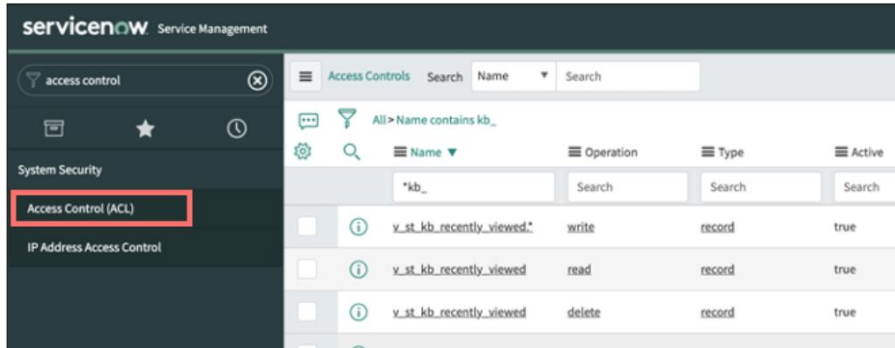 servicenow Service Management
access control
System Security
Access Control (ACL)
IP Address Access Control
Access Controls Search Name ▼ Search
All > Name contains kb_
Name ▼ Operation Type Active
*kb_ Search Search Search
v_st_kb_recently_viewed.* write record true
v_st_kb_recently_viewed read record true
v_st_kb_recently_viewed delete record true